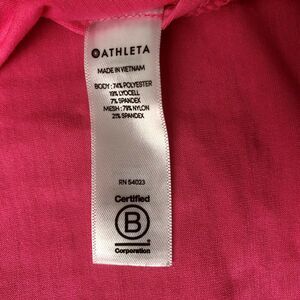 ATHLETA
MADE IN VIETNAM
BODY : 74% POLYESTER
19% LYOCELL
7% SPANDEX
MESH : 79% NYLON
21% SPANDEX
RN 54023
Certified
B
Corporation